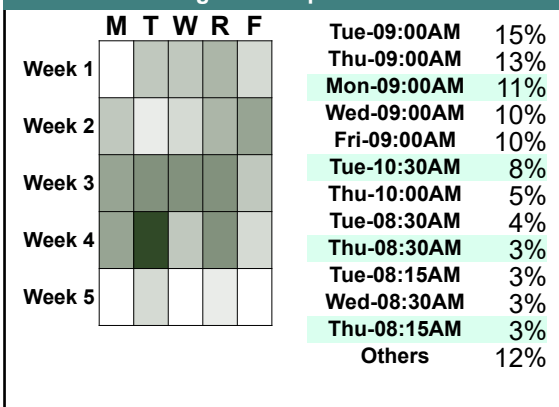 M T W R F
Week 1
Week 2
Week 3
Week 4
Week 5
Tue-09:00AM 15%
Thu-09:00AM 13%
Mon-09:00AM 11%
Wed-09:00AM 10%
Fri-09:00AM 10%
Tue-10:30AM 8%
Thu-10:00AM 5%
Tue-08:30AM 4%
Thu-08:30AM 3%
Tue-08:15AM 3%
Wed-08:30AM 3%
Thu-08:15AM 3%
Others 12%